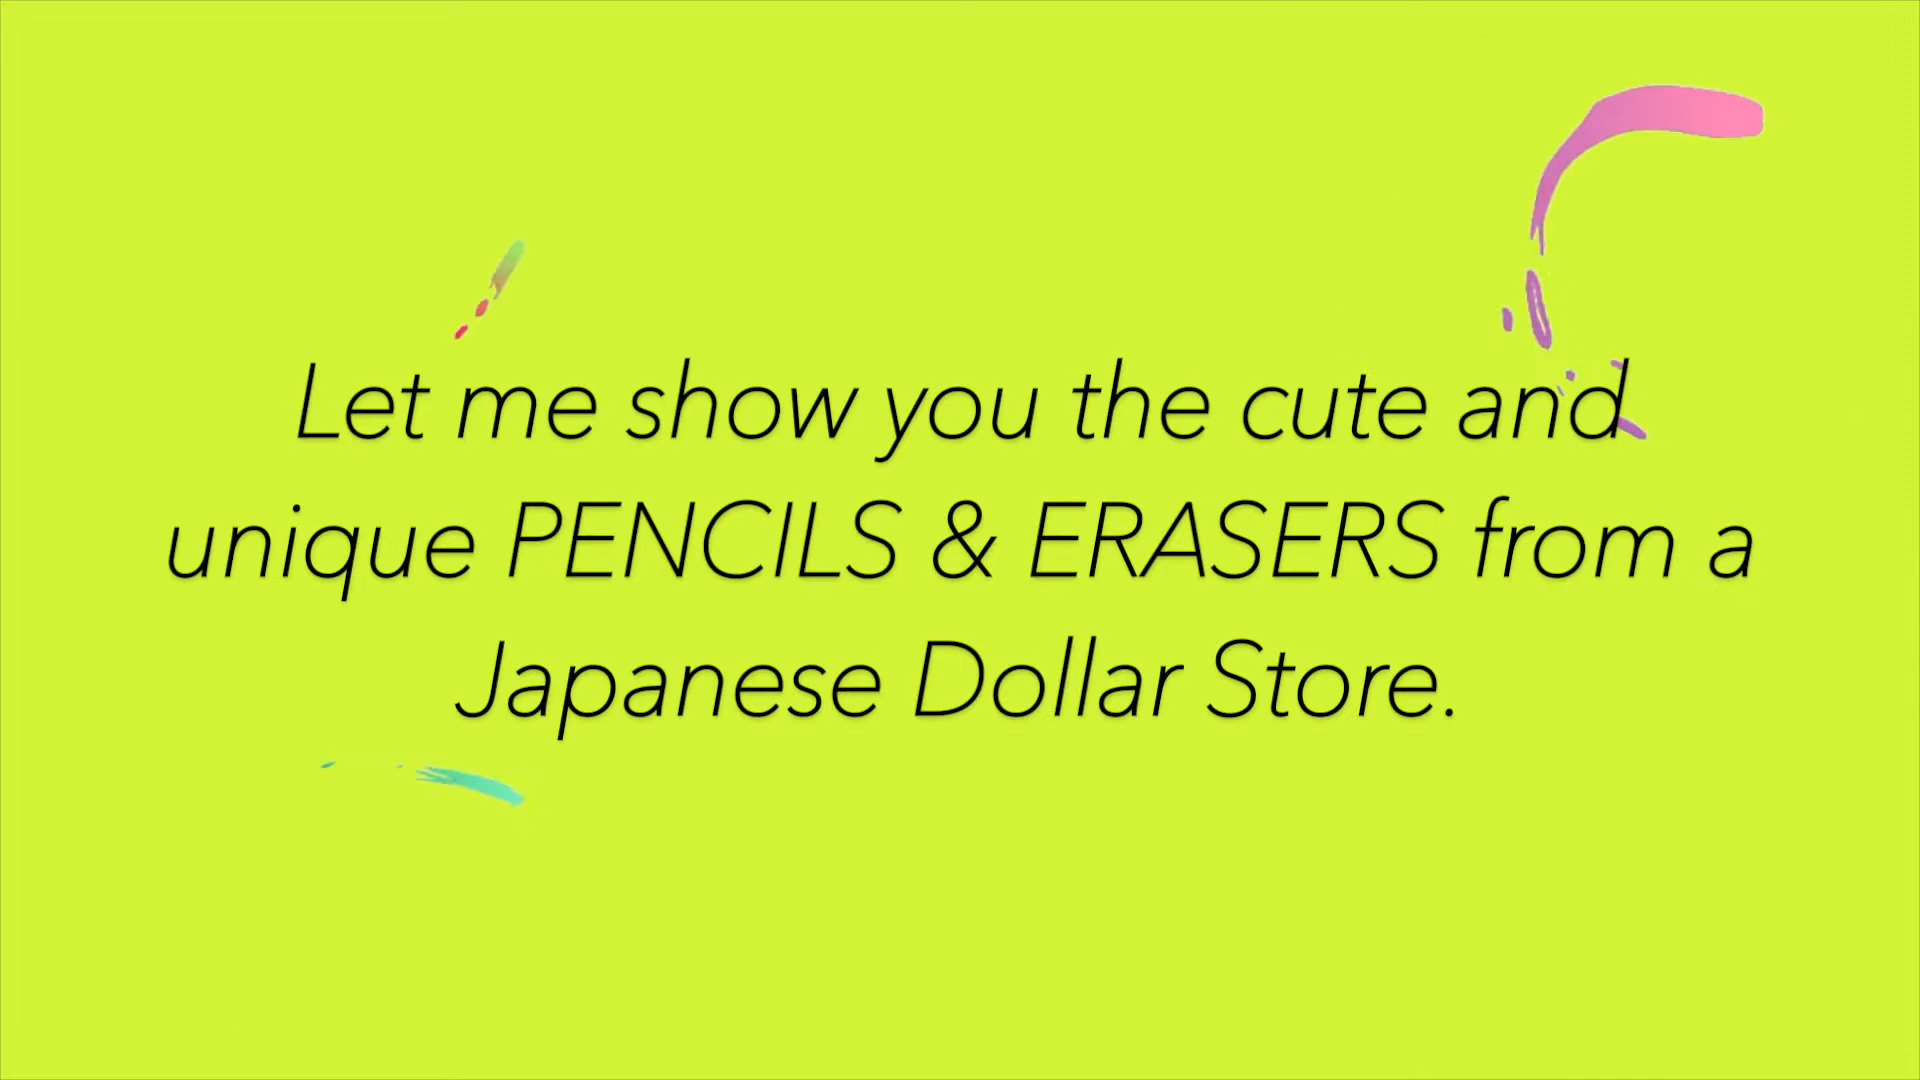 Let me show you the cute and
unique PENCILS & ERASERS from a
Japanese Dollar Store.